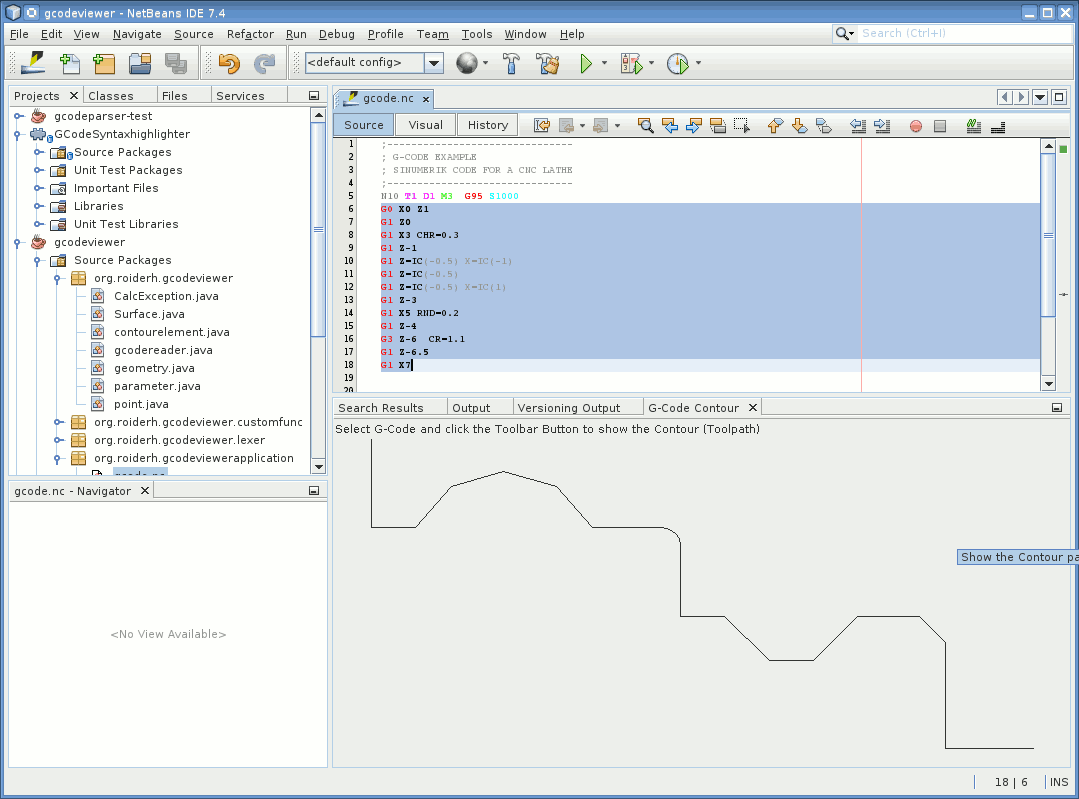 gcodeviewer - NetBeans IDE 7.4
File Edit View Navigate Source Refactor Run Debug Profile Team Tools Window Help
Search (Ctrl+I)
<default config>
Projects Classes Files Services
gcodeparser-test
GCodeSyntaxhighlighter
Source Packages
Unit Test Packages
Important Files
Libraries
Unit Test Libraries
gcodeviewer
Source Packages
org.roiderh.gcodeviewer
CalcException.java
Surface.java
contourelement.java
gcodereader.java
geometry.java
parameter.java
point.java
org.roiderh.gcodeviewer.customfunc
org.roiderh.gcodeviewer.lexer
org.roiderh.gcodeviewerapplication
gcode.nc
gcode.nc - Navigator
<No View Available>
gcode.nc
Source Visual History
1 ;-------------------------------
2 ; G-CODE EXAMPLE
3 ; SINUMERIK CODE FOR A CNC LATHE
4 ;-------------------------------
5 N10 T1 D1 M3  G95 S1000
6 G0 X0 Z1
7 G1 Z0
8 G1 X3 CHR=0.3
9 G1 Z-1
10 G1 Z=IC(-0.5) X=IC(-1)
11 G1 Z=IC(-0.5)
12 G1 Z=IC(-0.5) X=IC(1)
13 G1 Z-3
14 G1 X5 RND=0.2
15 G1 Z-4
16 G3 Z-6  CR=1.1
17 G1 Z-6.5
18 G1 X7
19
20
Search Results Output Versioning Output G-Code Contour
Select G-Code and click the Toolbar Button to show the Contour (Toolpath)
Show the Contour pa
18 | 6 INS